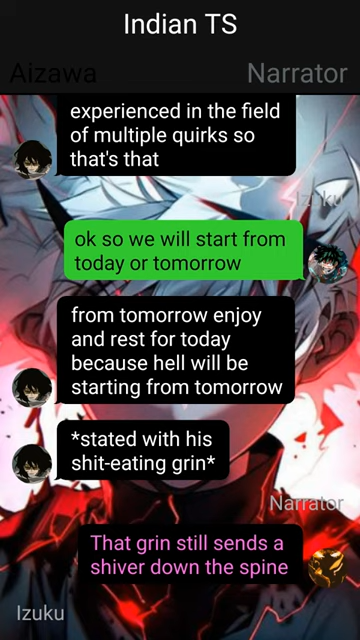 Indian TS
Aizawa
Narrator
experienced in the field
of multiple quirks so
that's that
Izuku
ok so we will start from
today or tomorrow
from tomorrow enjoy
and rest for today
because hell will be
starting from tomorrow
*stated with his
shit-eating grin*
Narrator
That grin still sends a
shiver down the spine
Izuku